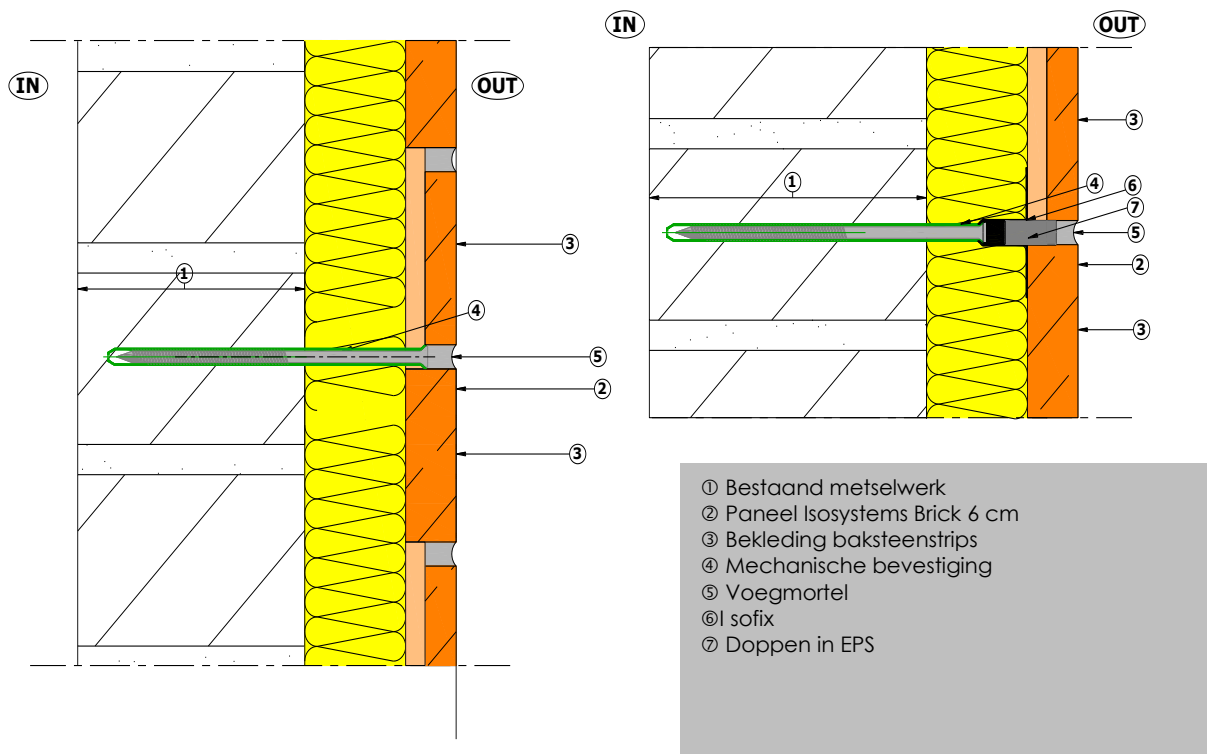 IN
OUT
①
③
④
⑤
②
③
IN
OUT
③
①
④
⑥
⑦
⑤
②
③
① Bestaand metselwerk
② Paneel Isosystems Brick 6 cm
③ Bekleding baksteenstrips
④ Mechanische bevestiging
⑤ Voegmortel
⑥I sofix
⑦ Doppen in EPS